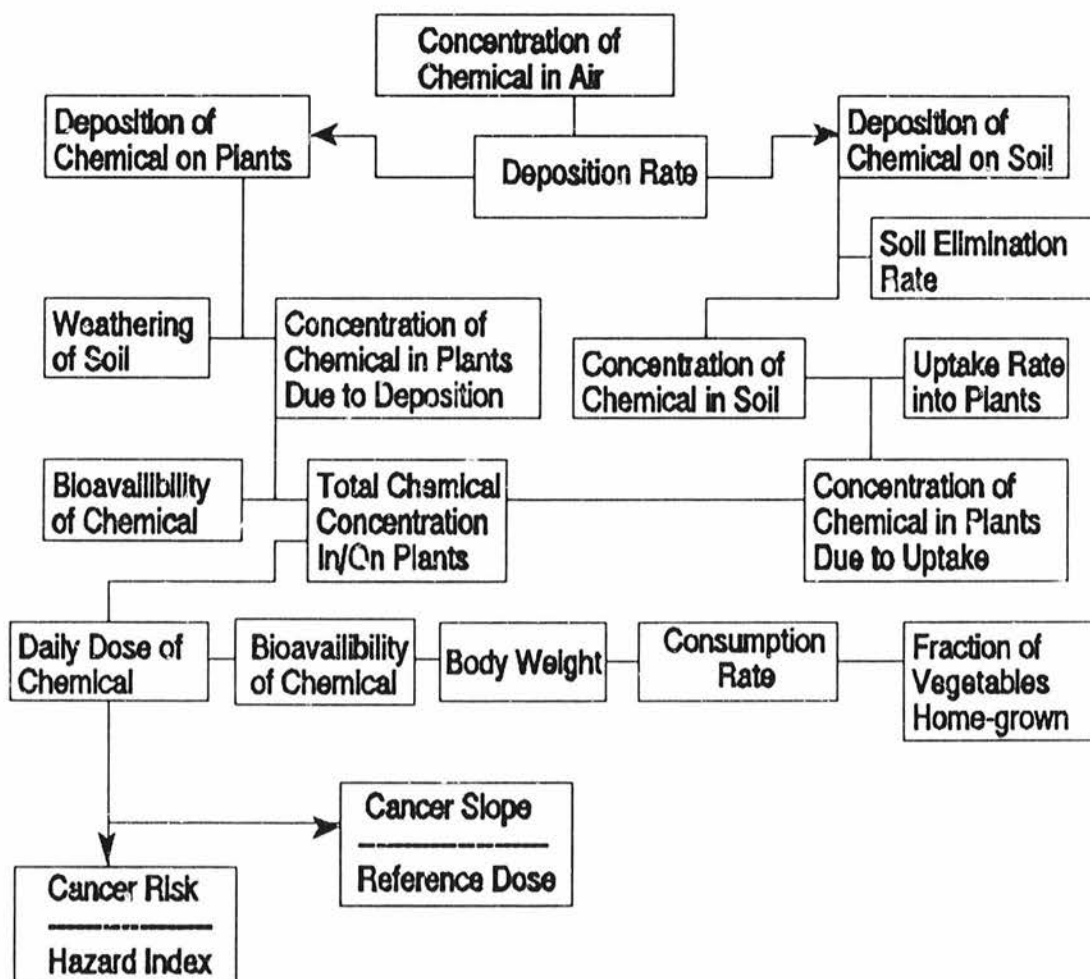 Concentration of
Chemical in Air
Deposition of
Chemical on Plants
Deposition Rate
Deposition of
Chemical on Soil
Soil Elimination
Rate
Weathering
of Soil
Concentration of
Chemical in Plants
Due to Deposition
Concentration of
Chemical in Soil
Uptake Rate
into Plants
Bioavailibility
of Chemical
Total Chemical
Concentration
In/On Plants
Concentration of
Chemical in Plants
Due to Uptake
Daily Dose of
Chemical
Bioavailibility
of Chemical
Body Weight
Consumption
Rate
Fraction of
Vegetables
Home-grown
Cancer Slope
Reference Dose
Cancer Risk
Hazard Index